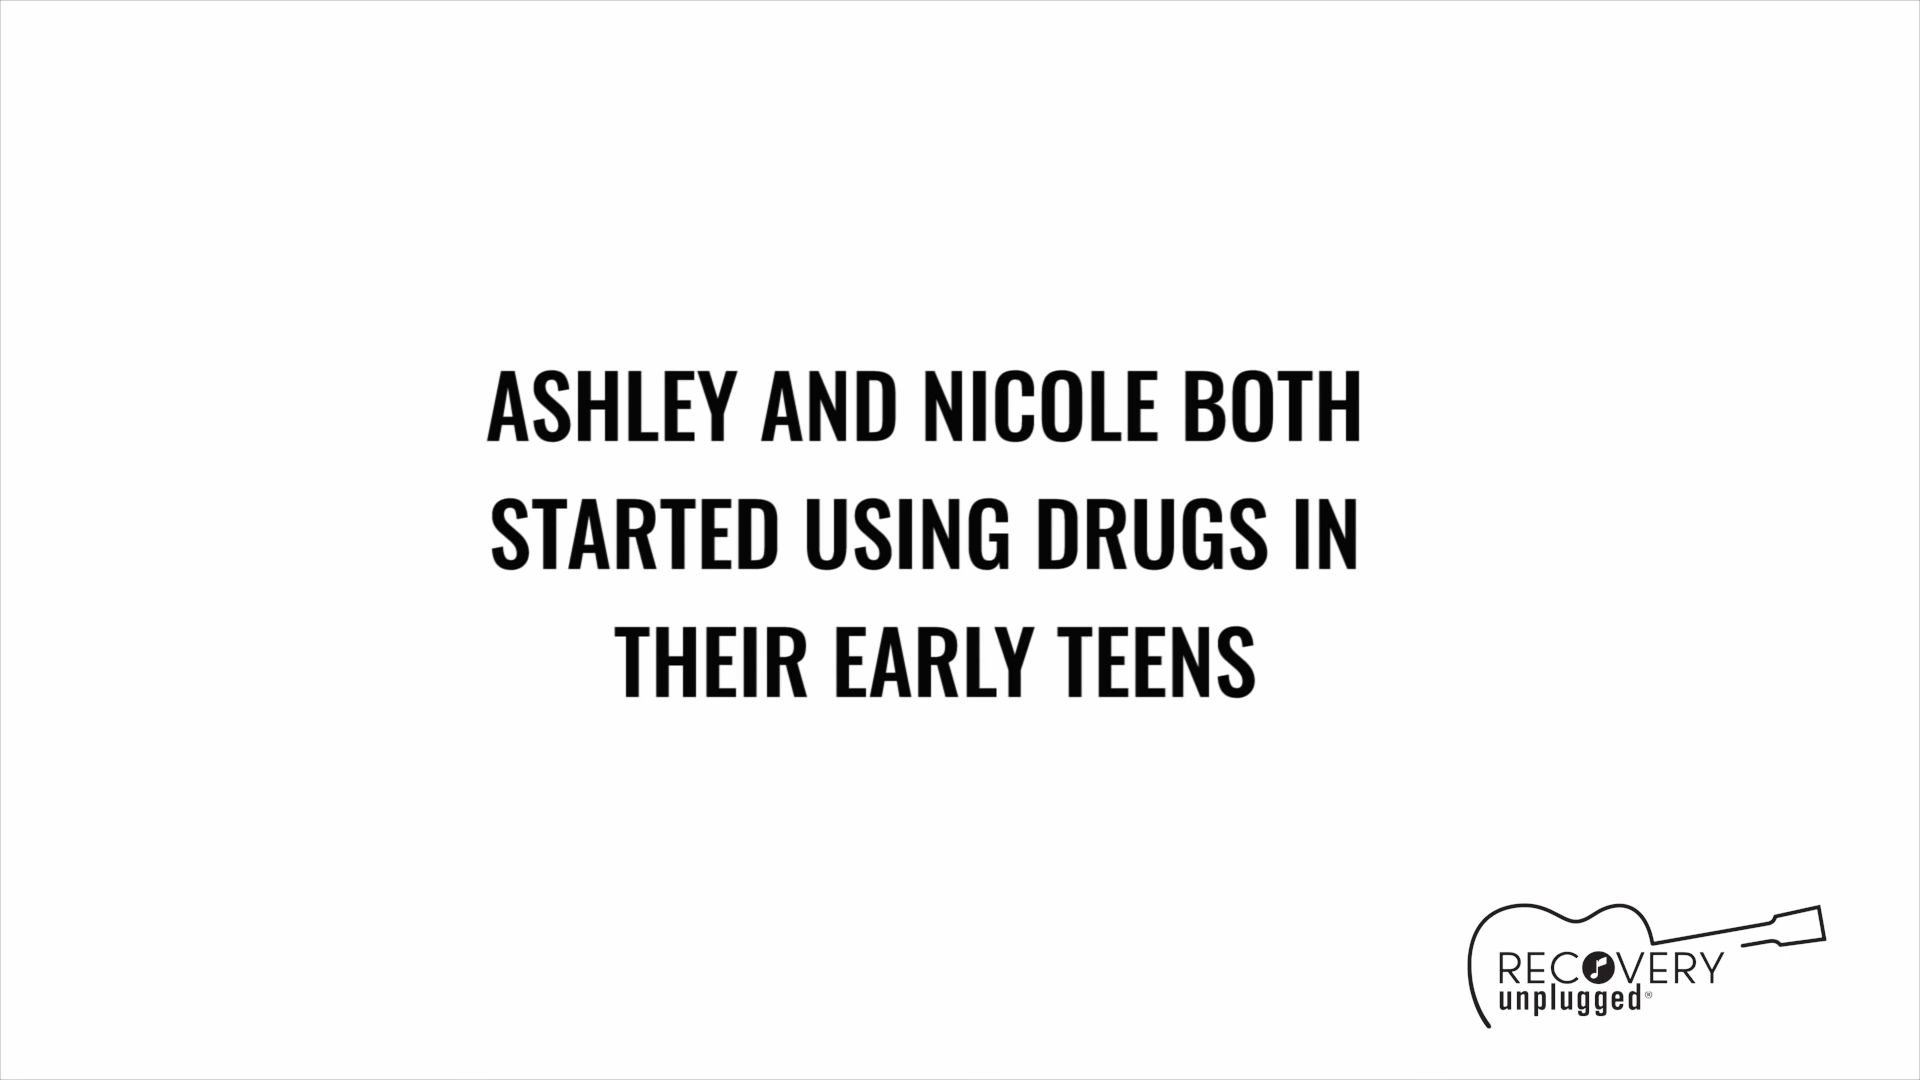 ASHLEY AND NICOLE BOTH
STARTED USING DRUGS IN
THEIR EARLY TEENS
RECOVERY
unplugged®